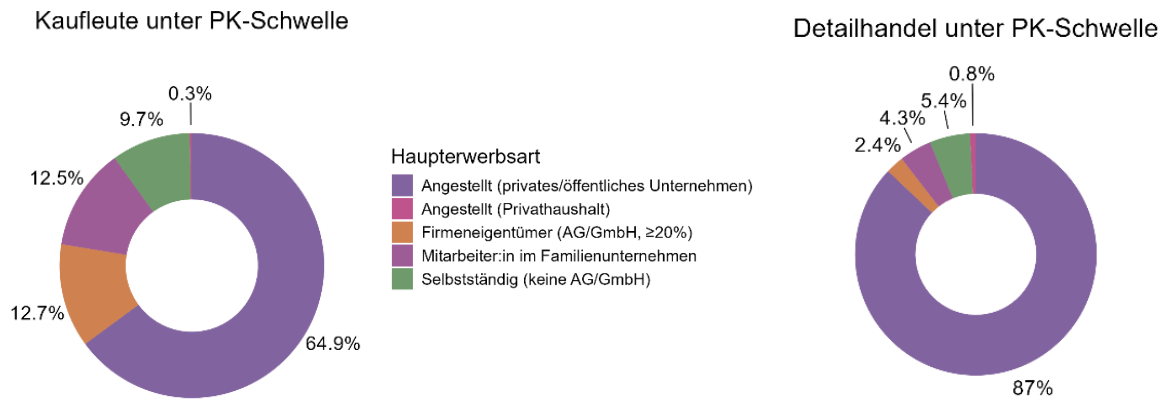 Kaufleute unter PK-Schwelle
0.3%
9.7%
12.5%
12.7%
64.9%
Haupterwerbsart
Angestellt (privates/öffentliches Unternehmen)
Angestellt (Privathaushalt)
Firmeneigentümer (AG/GmbH, ≥20%)
Mitarbeiter:in im Familienunternehmen
Selbstständig (keine AG/GmbH)
Detailhandel unter PK-Schwelle
0.8%
5.4%
4.3%
2.4%
87%